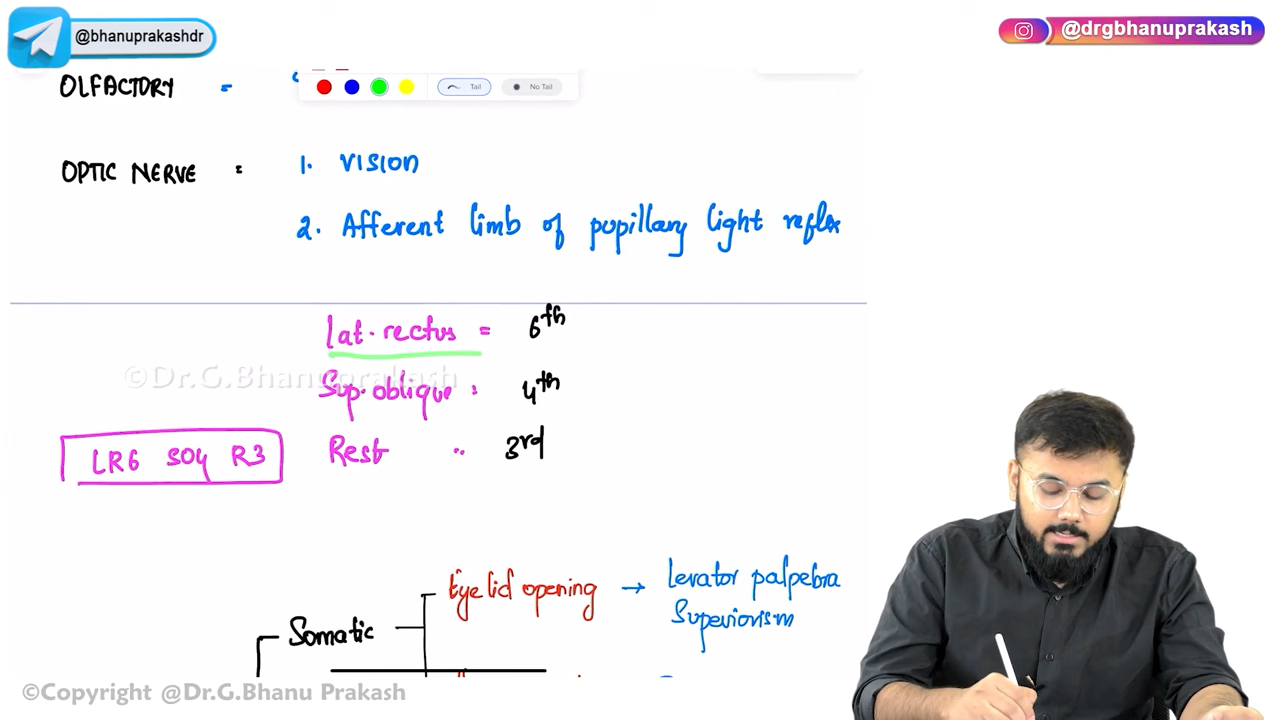 @bhanuprakashdr
@drgbhanuprakash
OLFACTORY =
Tail
No Tail
OPTIC NERVE = 1. VISION
2. Afferent limb of pupillary light reflex
lat. rectus = 6th
©Dr.G.Bhanuprakash
Sup. oblique = 4th
LR6 SO4 R3
Rest = 3rd
Eyelid opening → levator palpebra
Superiorism
Somatic
©Copyright @Dr.G.Bhanu Prakash